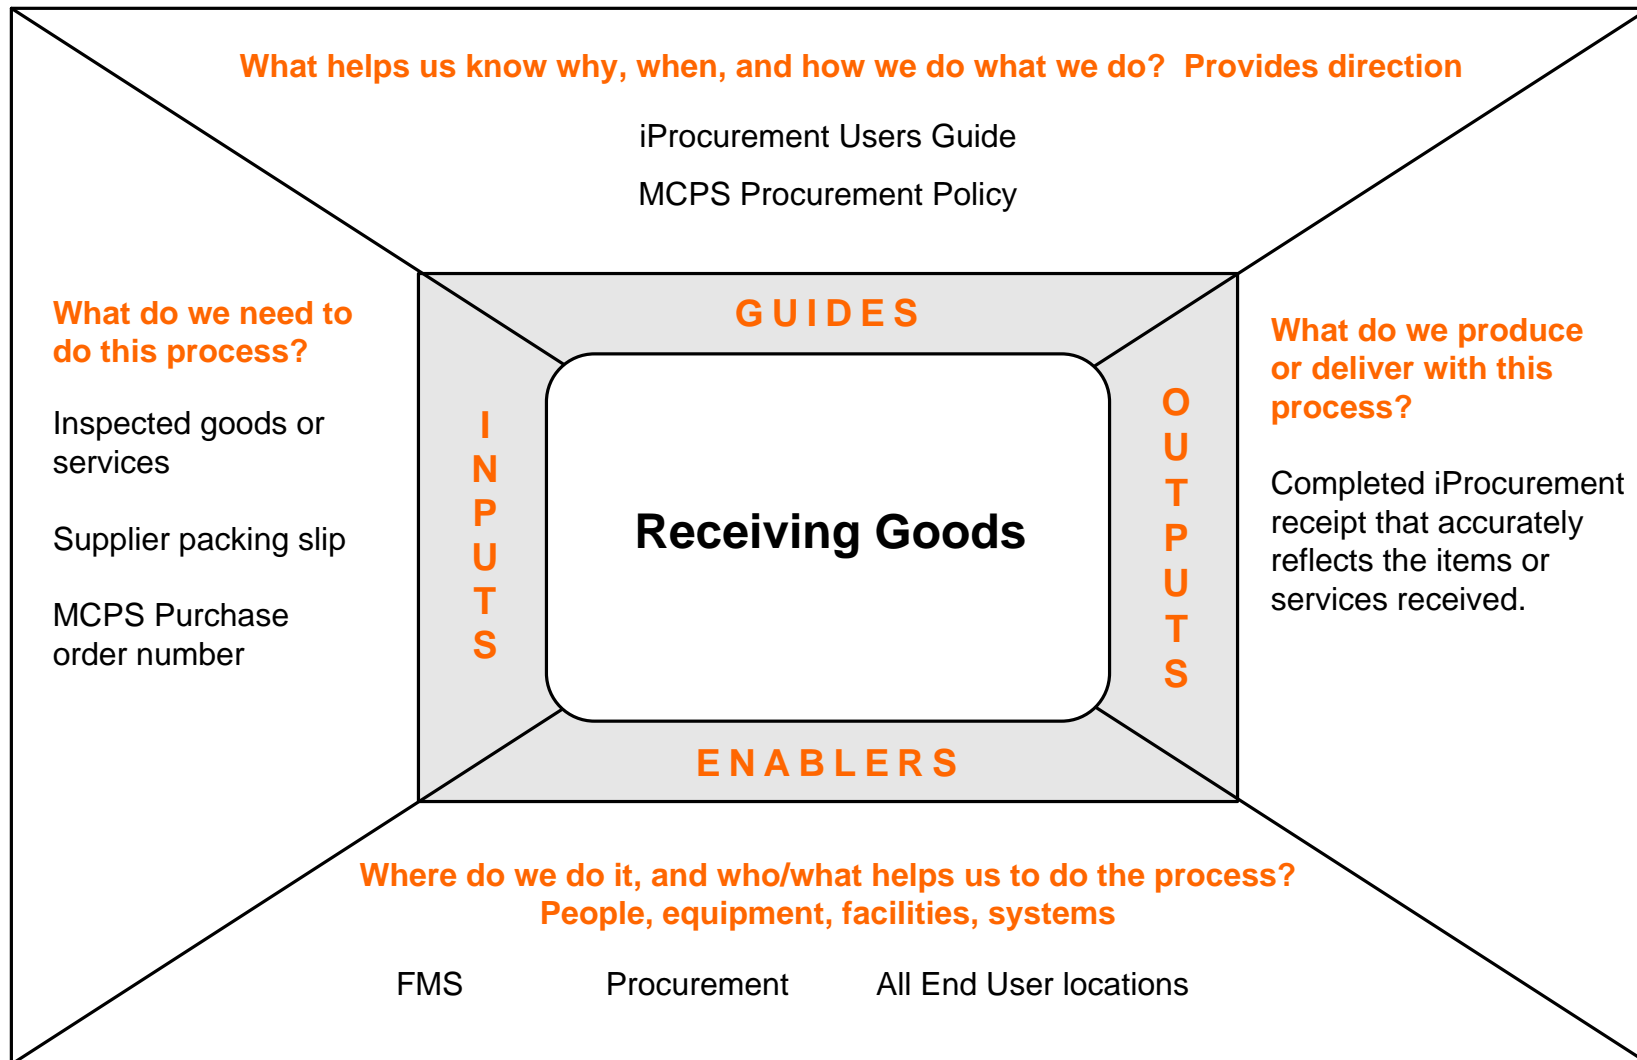 What helps us know why, when, and how we do what we do?  Provides direction
iProcurement Users Guide
MCPS Procurement Policy
GUIDES
What do we need to
do this process?
Inspected goods or
services
Supplier packing slip
MCPS Purchase
order number
INPUTS
Receiving Goods
OUTPUTS
What do we produce
or deliver with this
process?
Completed iProcurement
receipt that accurately
reflects the items or
services received.
ENABLERS
Where do we do it, and who/what helps us to do the process?
People, equipment, facilities, systems
FMS Procurement All End User locations